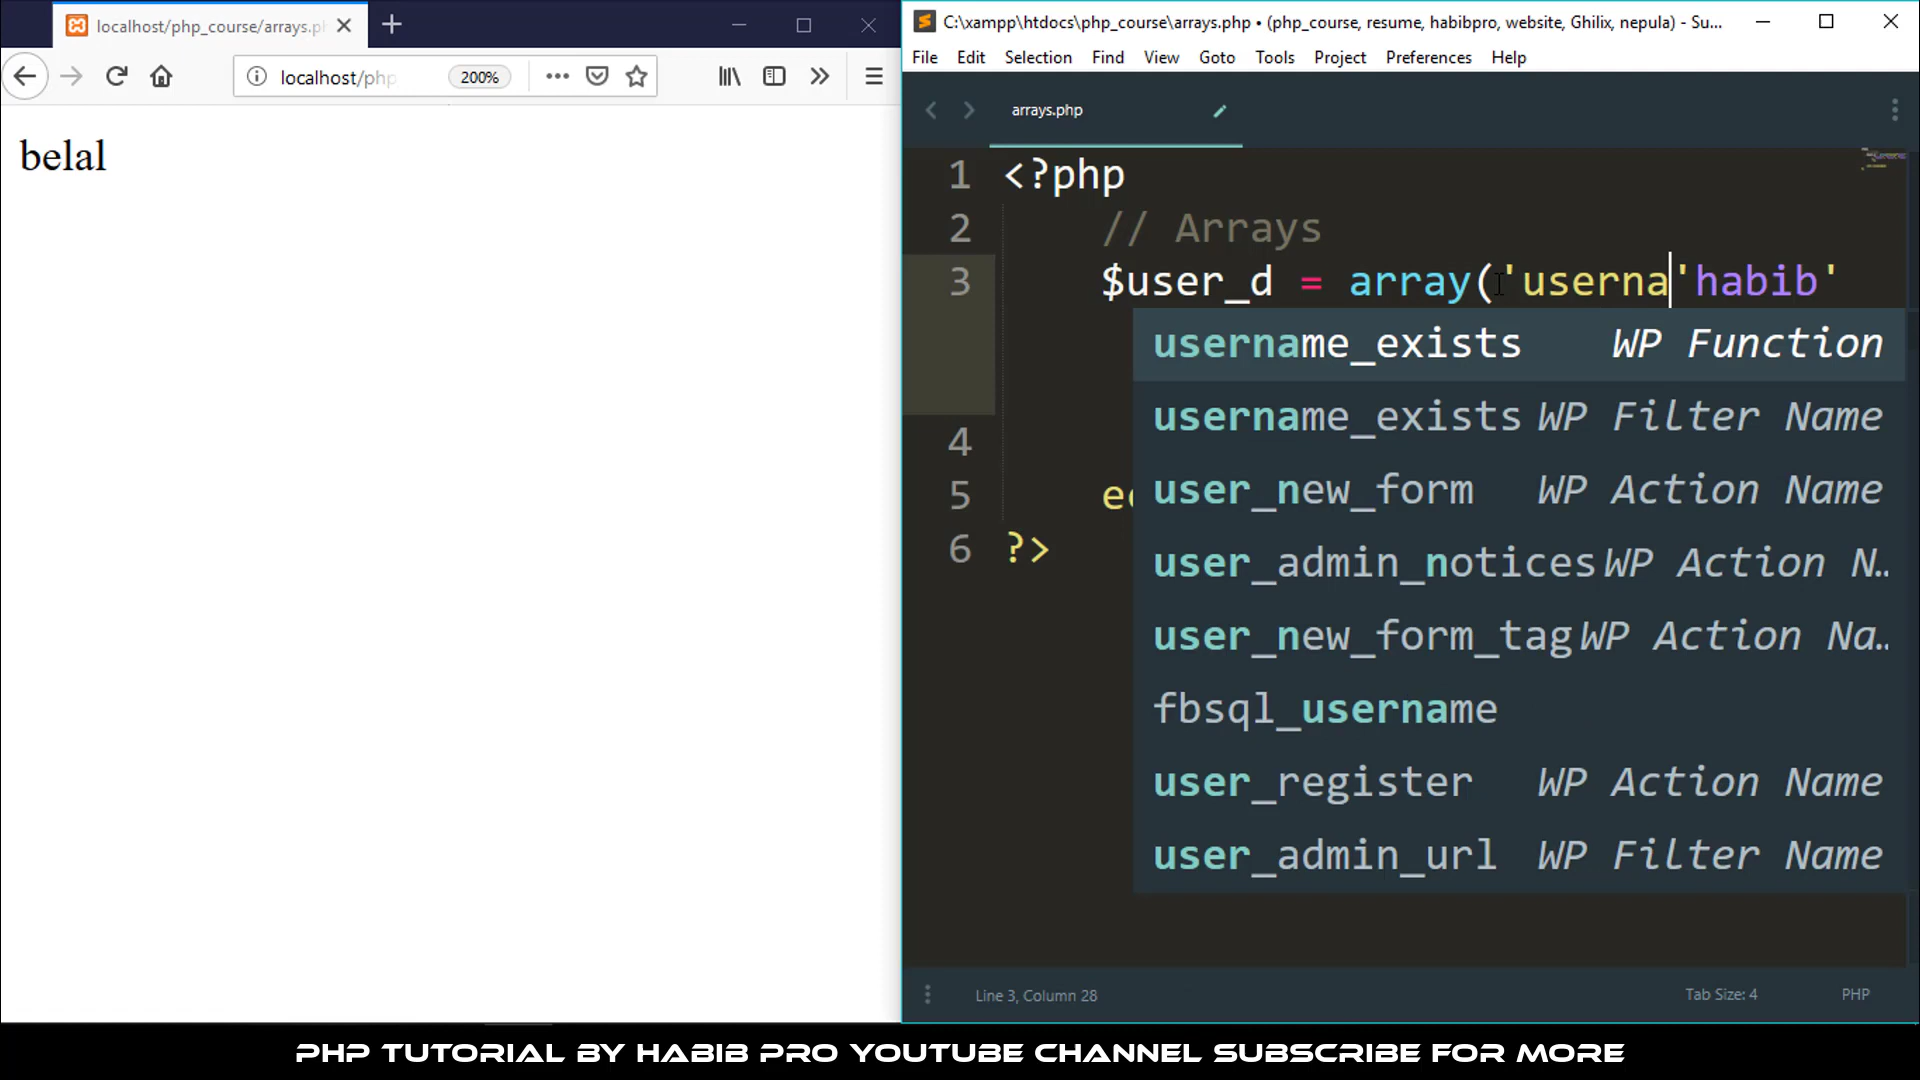 localhost/php_course/arrays.ph
localhost/php
200%
belal
C:\xampp\htdocs\php_course\arrays.php • (php_course, resume, habibpro, website, Ghilix, nepula) - Su...
File Edit Selection Find View Goto Tools Project Preferences Help
arrays.php
1 <?php
2 // Arrays
3 $user_d = array('userna'habib'
username_exists WP Function
username_exists WP Filter Name
4
user_new_form WP Action Name
5 ec
6 ?>
user_admin_notices WP Action N..
user_new_form_tag WP Action Na..
fbsql_username
user_register WP Action Name
user_admin_url WP Filter Name
Line 3, Column 28
Tab Size: 4
PHP
PHP TUTORIAL BY HABIB PRO YOUTUBE CHANNEL SUBSCRIBE FOR MORE